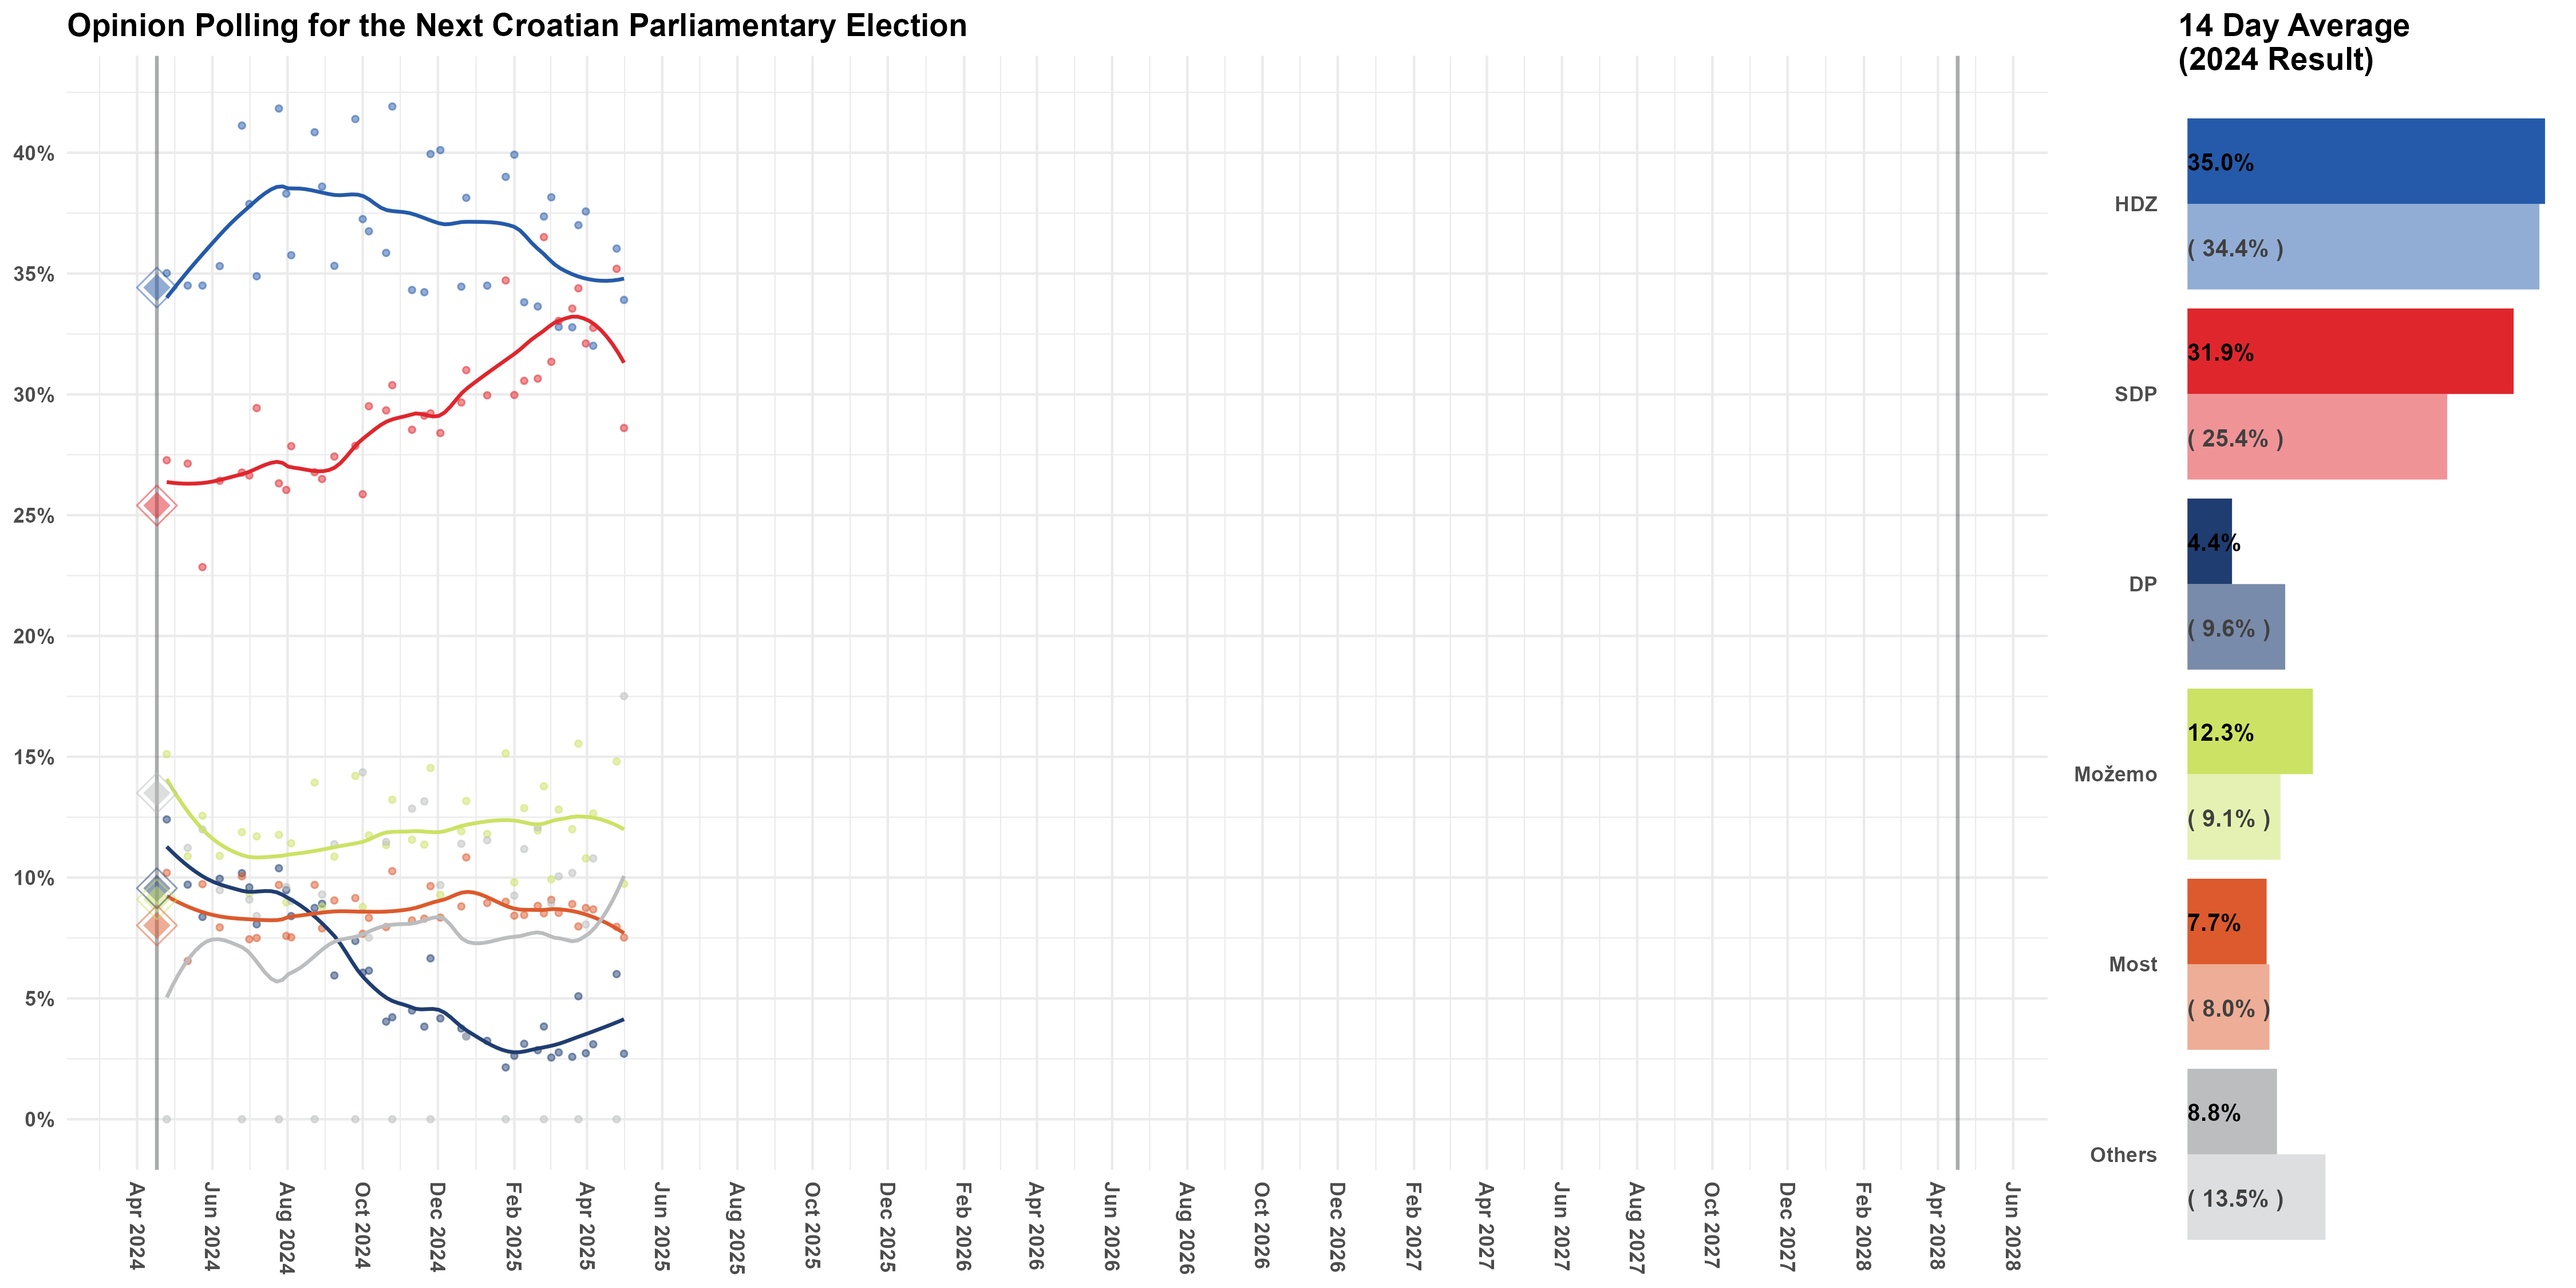 Opinion Polling for the Next Croatian Parliamentary Election
40%
35%
30%
25%
20%
15%
10%
5%
0%
Apr 2024
Jun 2024
Aug 2024
Oct 2024
Dec 2024
Feb 2025
Apr 2025
Jun 2025
Aug 2025
Oct 2025
Dec 2025
Feb 2026
Apr 2026
Jun 2026
Aug 2026
Oct 2026
Dec 2026
Feb 2027
Apr 2027
Jun 2027
Aug 2027
Oct 2027
Dec 2027
Feb 2028
Apr 2028
Jun 2028
14 Day Average
(2024 Result)
HDZ
35.0%
( 34.4% )
SDP
31.9%
( 25.4% )
DP
4.4%
( 9.6% )
Možemo
12.3%
( 9.1% )
Most
7.7%
( 8.0% )
Others
8.8%
( 13.5% )